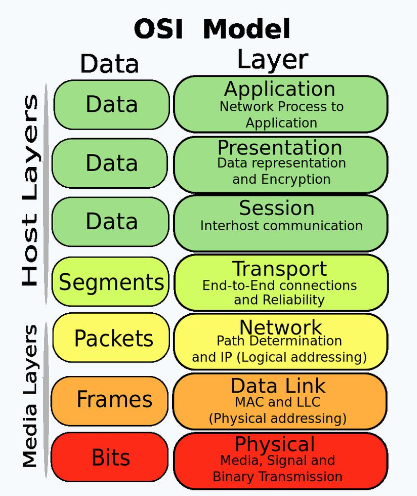 OSI Model
Data Layer
Host Layers
Data
Application
Network Process to
Application
Data
Presentation
Data representation
and Encryption
Data
Session
Interhost communication
Segments
Transport
End-to-End connections
and Reliability
Media Layers
Packets
Network
Path Determination
and IP (Logical addressing)
Frames
Data Link
MAC and LLC
(Physical addressing)
Bits
Physical
Media, Signal and
Binary Transmission